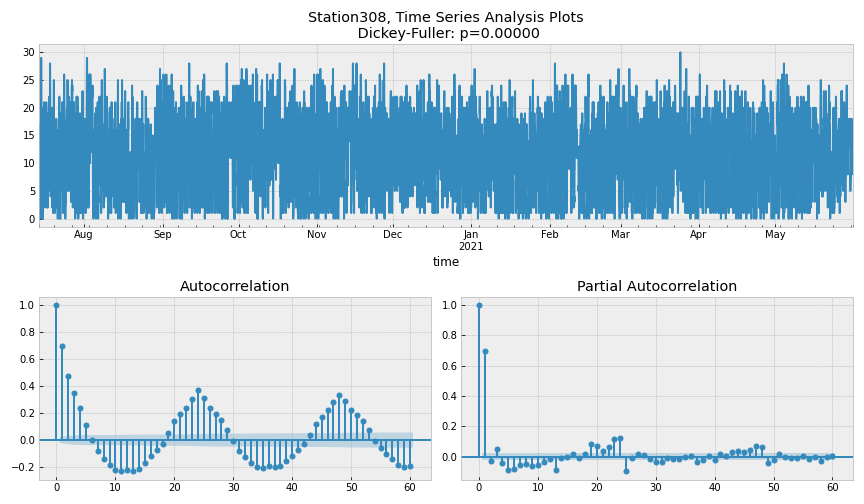 Station308, Time Series Analysis Plots
Dickey-Fuller: p=0.00000
30
25
20
15
10
5
0
Aug Sep Oct Nov Dec Jan Feb Mar Apr May
2021
time
Autocorrelation
1.0
0.8
0.6
0.4
0.2
0.0
−0.2
0 10 20 30 40 50 60
Partial Autocorrelation
1.0
0.8
0.6
0.4
0.2
0.0
0 10 20 30 40 50 60